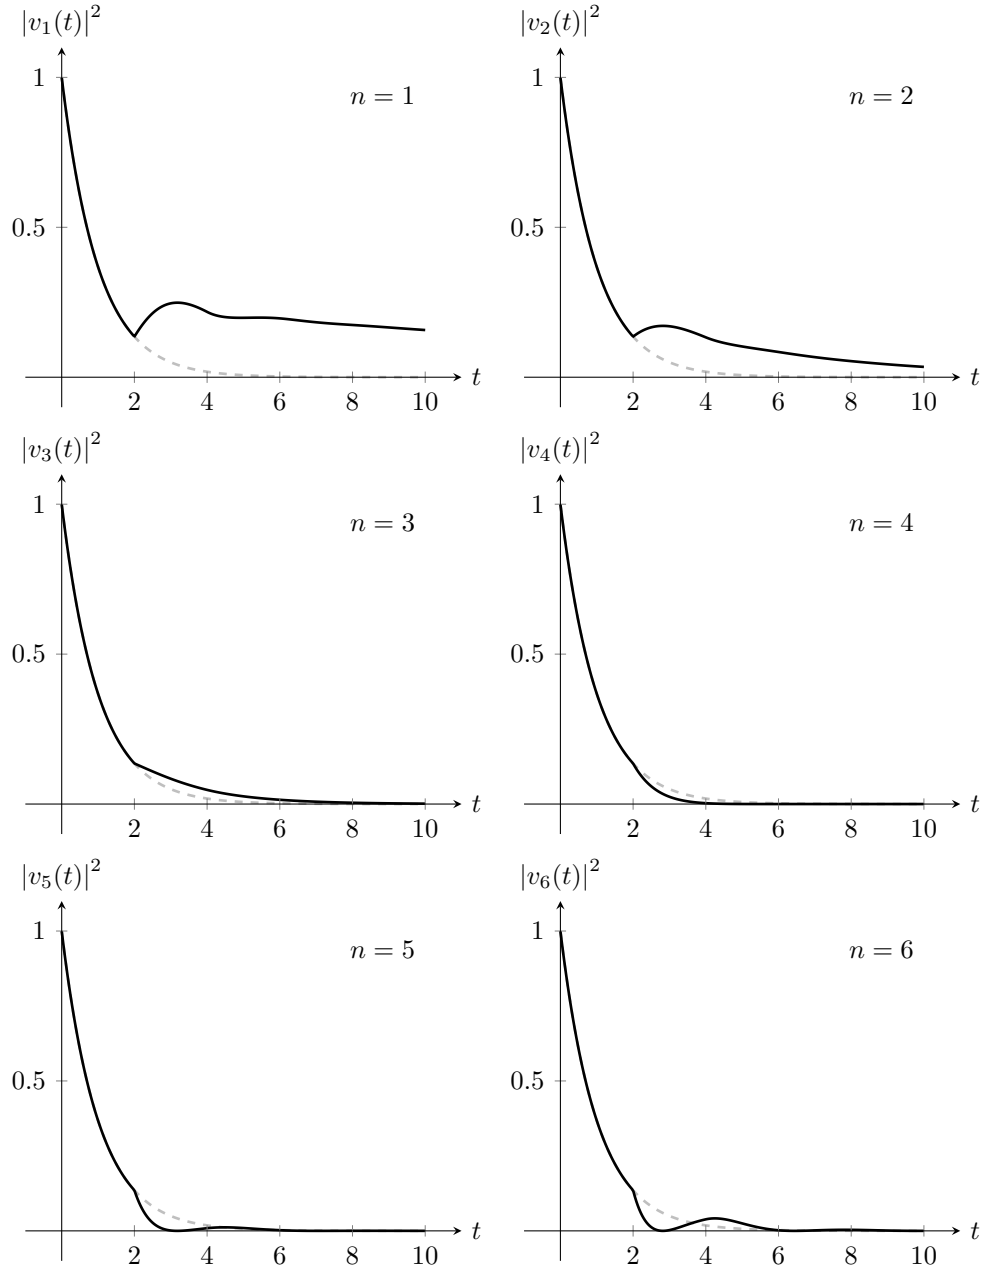 |v₁(t)|² |v₂(t)|²
1 n = 1 1 n = 2
0.5 0.5
t t
2 4 6 8 10 2 4 6 8 10
|v₃(t)|² |v₄(t)|²
1 n = 3 1 n = 4
0.5 0.5
t t
2 4 6 8 10 2 4 6 8 10
|v₅(t)|² |v₆(t)|²
1 n = 5 1 n = 6
0.5 0.5
t t
2 4 6 8 10 2 4 6 8 10